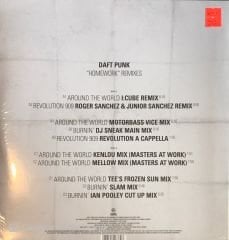 DAFT PUNK
"HOMEWORK" REMIXES
AROUND THE WORLD I:CUBE REMIX
REVOLUTION 909 ROGER SANCHEZ & JUNIOR SANCHEZ REMIX
AROUND THE WORLD MOTORBASS VICE MIX
BURNIN' DJ SNEAK MAIN MIX
REVOLUTION 909 REVOLUTION A CAPPELLA
AROUND THE WORLD KENLOU MIX (MASTERS AT WORK)
AROUND THE WORLD MELLOW MIX (MASTERS AT WORK)
AROUND THE WORLD TEE'S FROZEN SUN MIX
BURNIN' SLAM MIX
BURNIN' IAN POOLEY CUT UP MIX